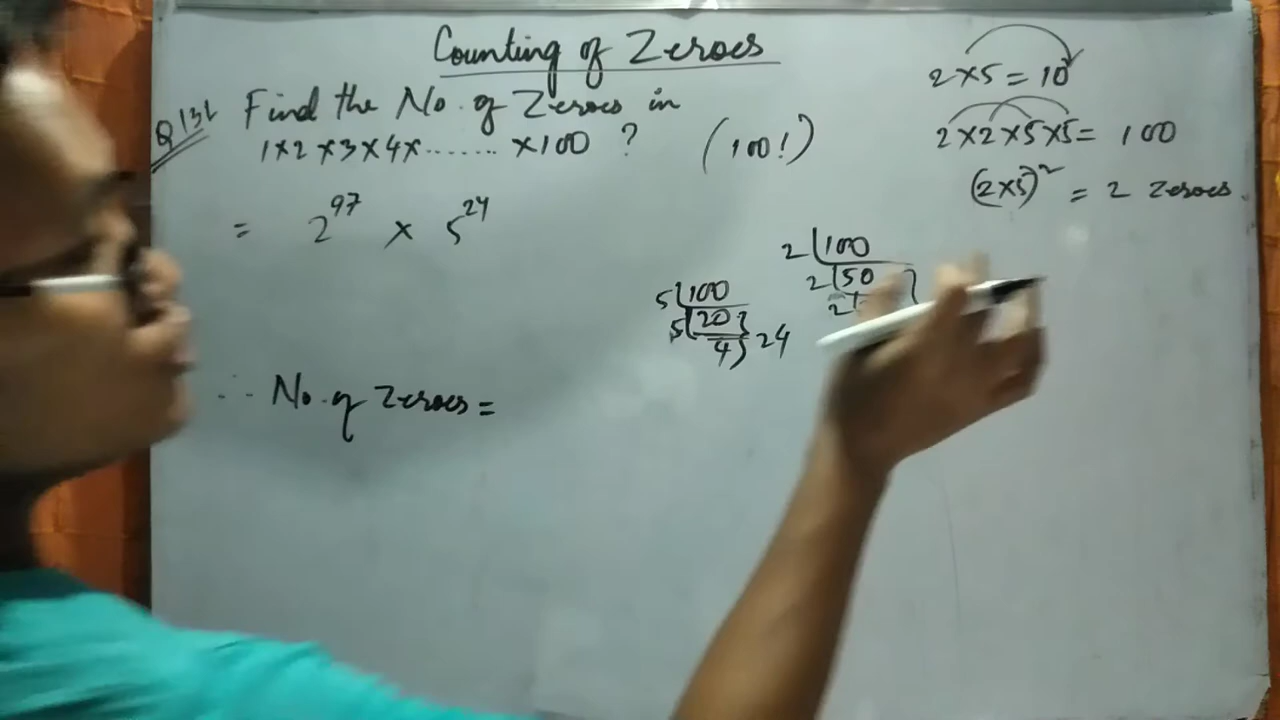 Counting of Zeroes
Q 131 Find the No. of Zeroes in
1×2×3×4×........ ×100 ? (100!)
= 2^97 × 5^24
∴ No. of Zeroes =
2×5=10
2×2×5×5= 100
(2×5)^2 = 2 Zeroes.
5 100
5 20
4 24
2 100
2 50
2